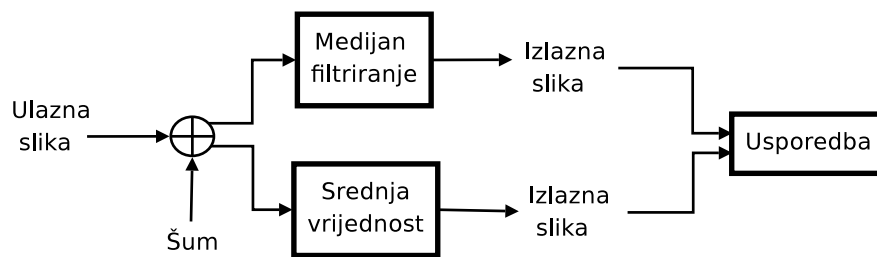 Ulazna
slika
Šum
Medijan
filtriranje
Izlazna
slika
Srednja
vrijednost
Izlazna
slika
Usporedba